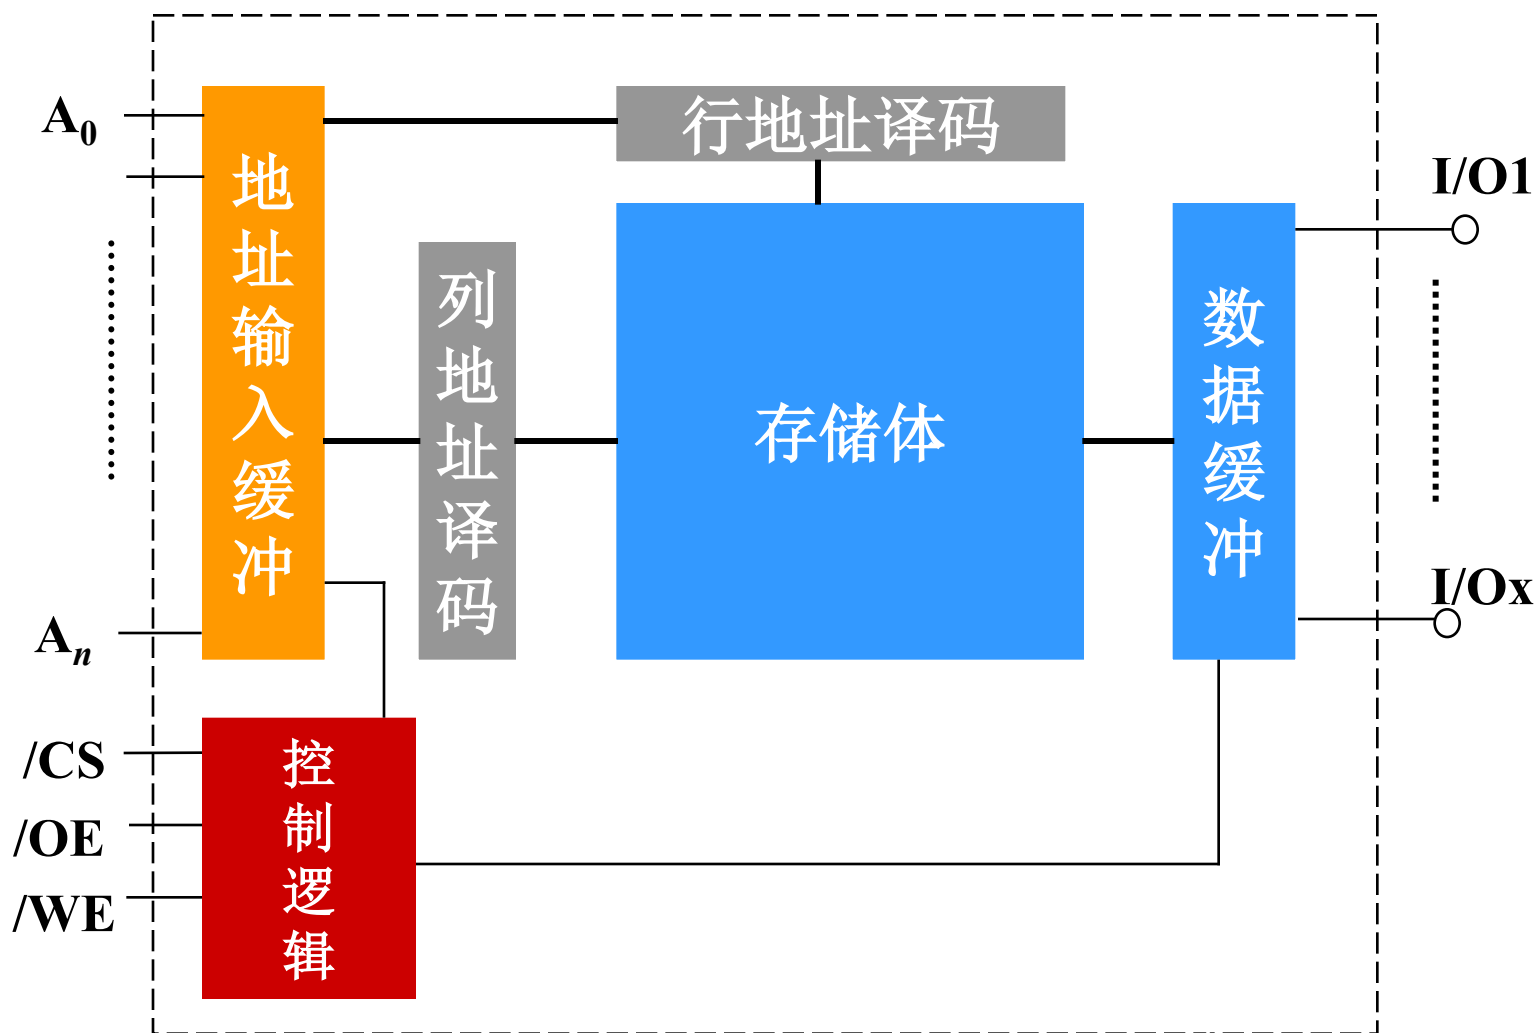 A0
An
/CS
/OE
/WE
地址输入缓冲
控制逻辑
列地址译码
行地址译码
存储体
数据缓冲
I/O1
I/Ox